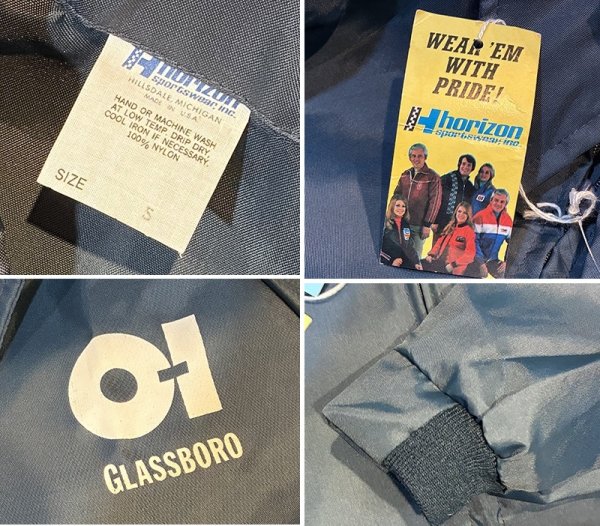 horizon
sportswear, inc.
HILLSDALE, MICHIGAN
MADE IN U.S.A.
HAND OR MACHINE WASH
AT LOW TEMP. DRIP DRY.
COOL IRON IF NECESSARY.
100% NYLON
SIZE S
WEAR 'EM
WITH
PRIDE!
horizon
sportswear, inc.
O-I
GLASSBORO